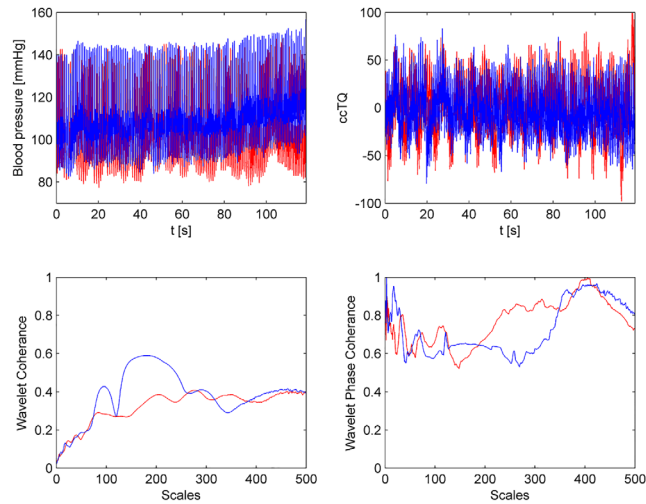 160
140
120
100
80
60
Blood pressure [mmHg]
0 20 40 60 80 100
t [s]
100
50
0
-50
-100
ccTQ
0 20 40 60 80 100
t [s]
1
0.8
0.6
0.4
0.2
0
Wavelet Coherance
0 100 200 300 400 500
Scales
1
0.8
0.6
0.4
0.2
0
Wavelet Phase Coherance
0 100 200 300 400 500
Scales